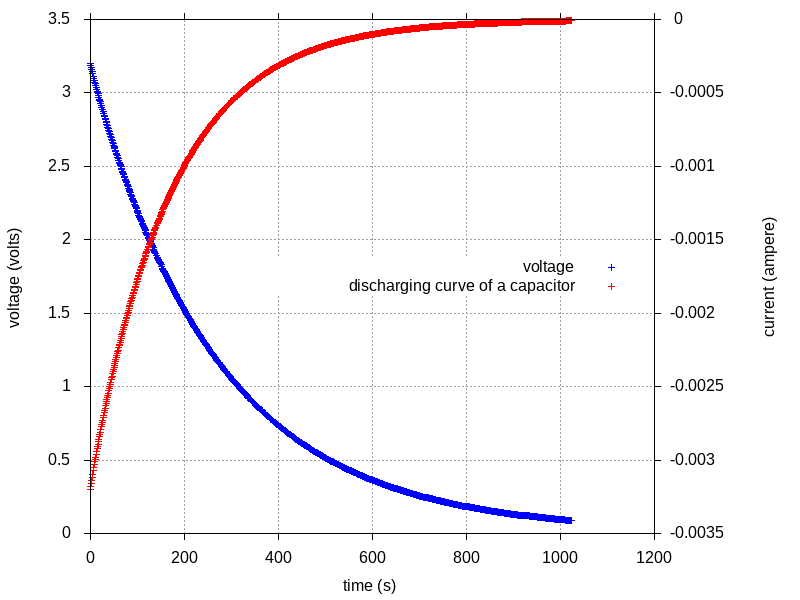 3.5
3
2.5
2
1.5
1
0.5
0
voltage (volts)
0
-0.0005
-0.001
-0.0015
-0.002
-0.0025
-0.003
-0.0035
current (ampere)
voltage
discharging curve of a capacitor
0 200 400 600 800 1000 1200
time (s)